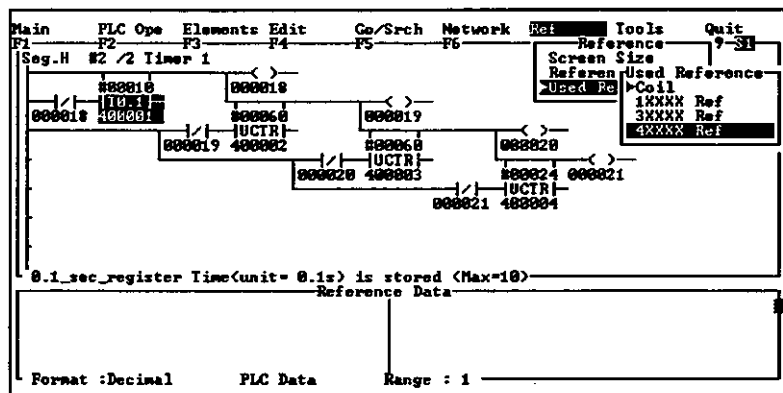 Main PLC Ope Elements Edit Go/Srch Network Ref Tools Quit
F1 F2 F3 F4 F5 F6 Reference 9 S1
Seg.H #2 /2 Timer 1 Screen Size
Referen Used Reference
Used Re Coil
1XXXX Ref
3XXXX Ref
4XXXX Ref
#00010 000018
T0.1
000018 400001 #00060 000019
UCTR
000019 400002 #00060 000020
UCTR
000020 400003 #00024 000021
UCTR
000021 400004
0.1_sec_register Time(unit= 0.1s) is stored (Max=10)
Reference Data
Format :Decimal PLC Data Range : 1